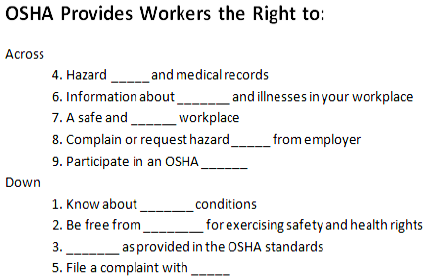 OSHA Provides Workers the Right to:
Across
4. Hazard _____ and medical records
6. Information about _______ and illnesses in your workplace
7. A safe and ______ workplace
8. Complain or request hazard _____ from employer
9. Participate in an OSHA ______
Down
1. Know about _______ conditions
2. Be free from ________ for exercising safety and health rights
3. _______ as provided in the OSHA standards
5. File a complaint with _____